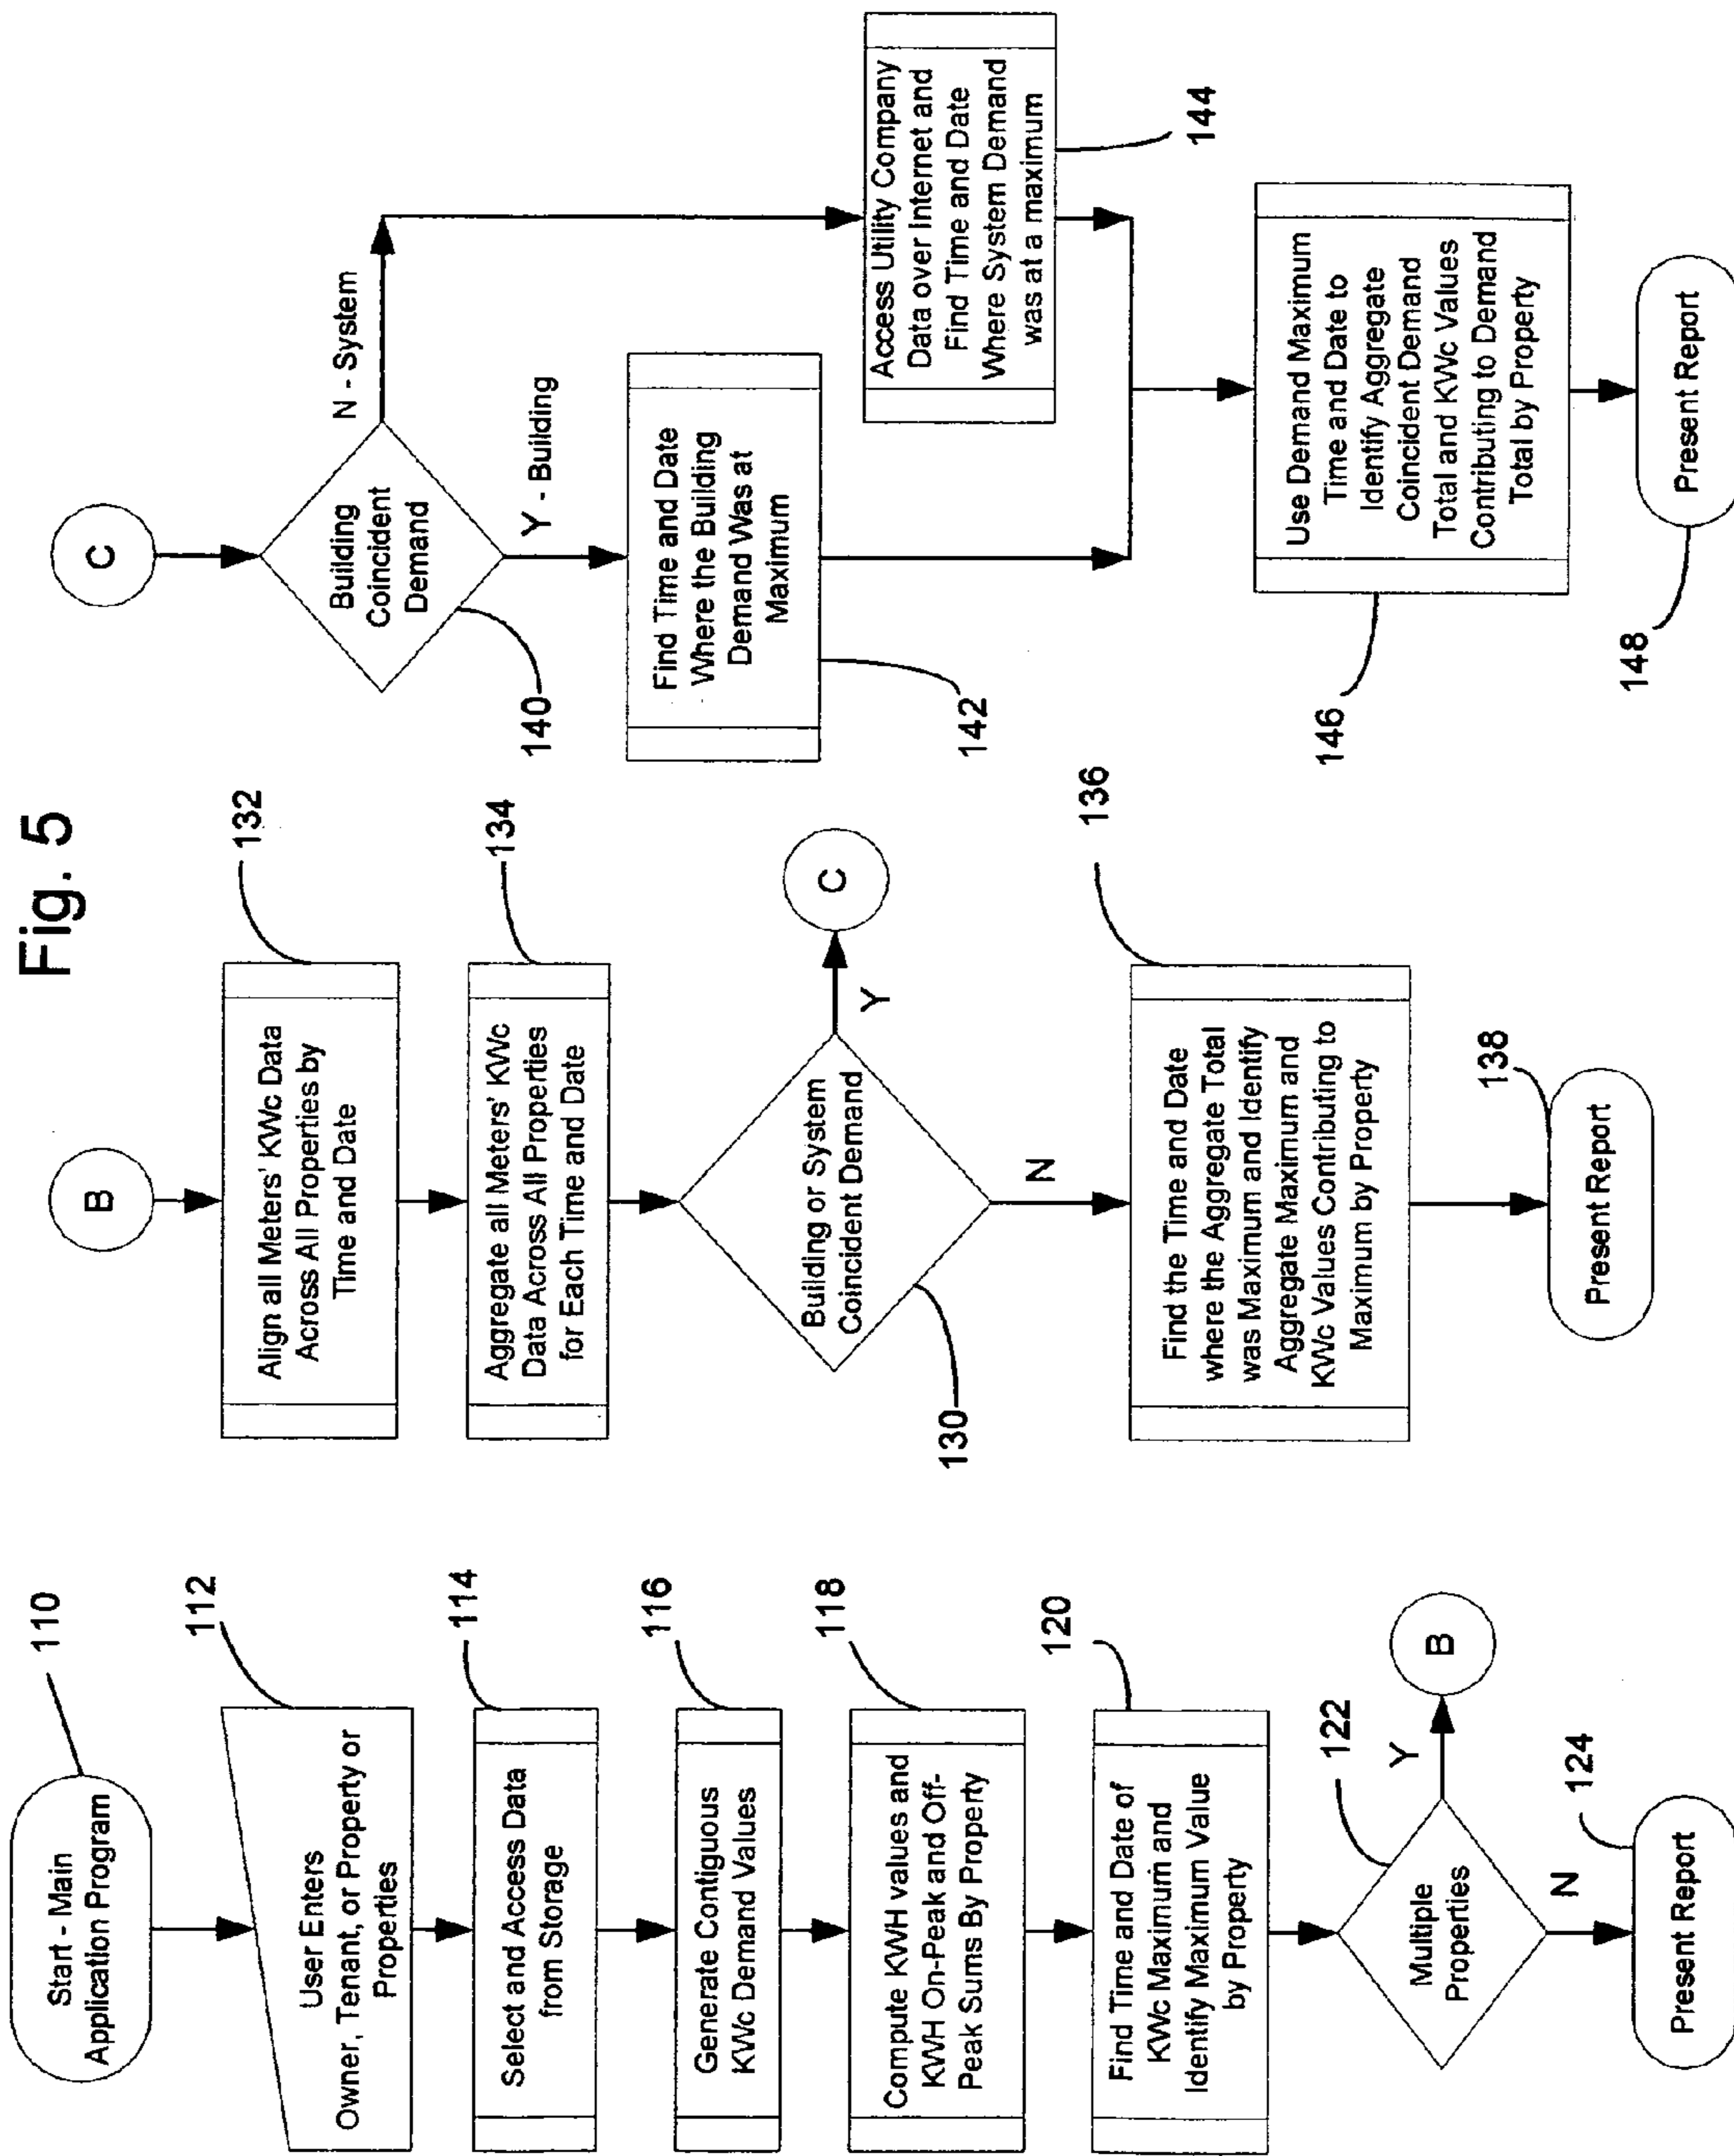 Fig. 5
Start - Main
Application Program
110
User Enters
Owner, Tenant, or Property or
Properties
112
Select and Access Data
from Storage
114
Generate Contiguous
KWc Demand Values
116
Compute KWH values and
KWH On-Peak and Off-
Peak Sums By Property
118
Find Time and Date of
KWc Maximum and
Identify Maximum Value
by Property
120
Multiple
Properties
122
Y
B
N
Present Report
124
B
Align all Meters' KWc Data
Across All Properties by
Time and Date
132
Aggregate all Meters' KWc
Data Across All Properties
for Each Time and Date
134
Building or System
Coincident Demand
130
Y
C
N
Find the Time and Date
where the Aggregate Total
was Maximum and Identify
Aggregate Maximum and
KWc Values Contributing to
Maximum by Property
136
Present Report
138
C
Building
Coincident
Demand
140
N - System
Y - Building
Find Time and Date
Where the Building
Demand Was at
Maximum
142
Access Utility Company
Data over Internet and
Find Time and Date
Where System Demand
was at a maximum
144
Use Demand Maximum
Time and Date to
Identify Aggregate
Coincident Demand
Total and KWc Values
Contributing to Demand
Total by Property
146
Present Report
148